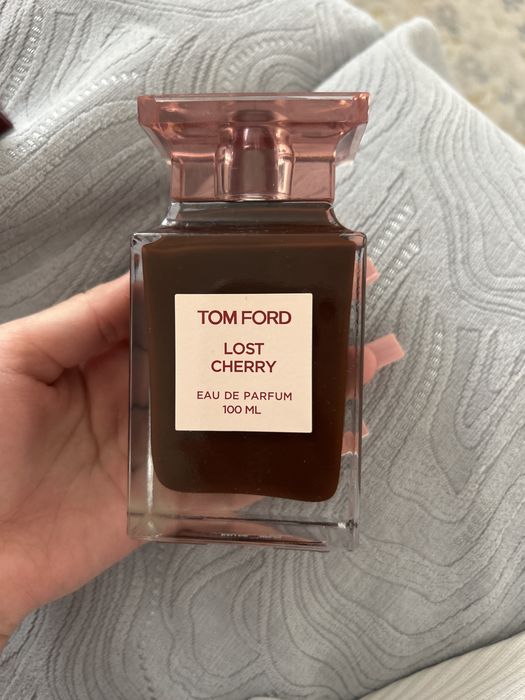 TOM FORD
LOST
CHERRY
EAU DE PARFUM
100 ML